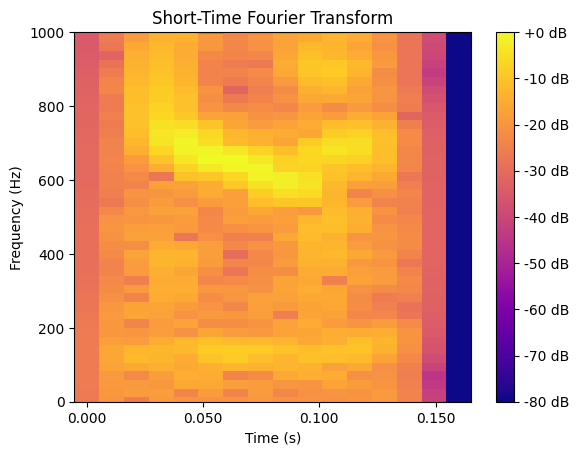 Short-Time Fourier Transform
1000
800
600
400
200
0
Frequency (Hz)
0.000
0.050
0.100
0.150
Time (s)
+0 dB
-10 dB
-20 dB
-30 dB
-40 dB
-50 dB
-60 dB
-70 dB
-80 dB